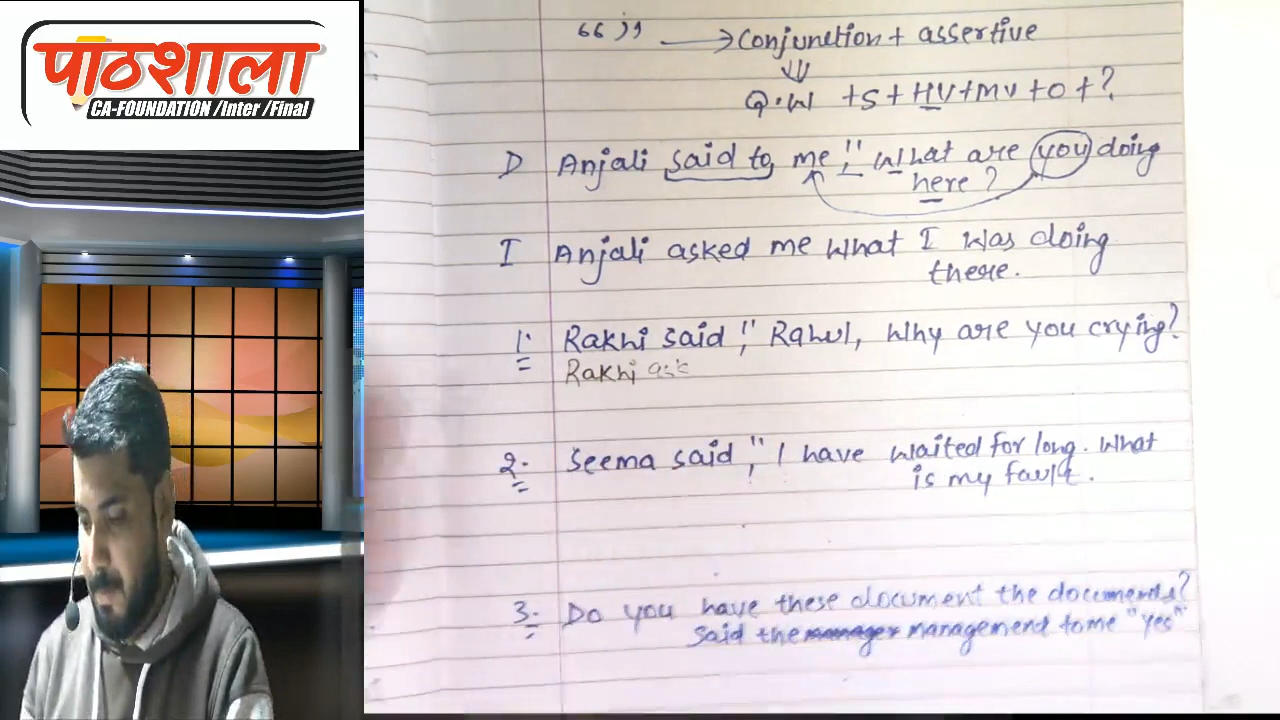 पाठशाला
CA-FOUNDATION /Inter /Final
“ ” → Conjunction + assertive
Q.W + S + HV + MV + O + ?
D Anjali said to me, " What are you doing
here ?
I Anjali asked me what I was doing
there.
1. Rakhi said, " Rahul, Why are you crying?
Rakhi ask
2. Seema said, " I have waited for long. What
is my fault.
3. Do you have these document the documents?
said the management to me "yes"